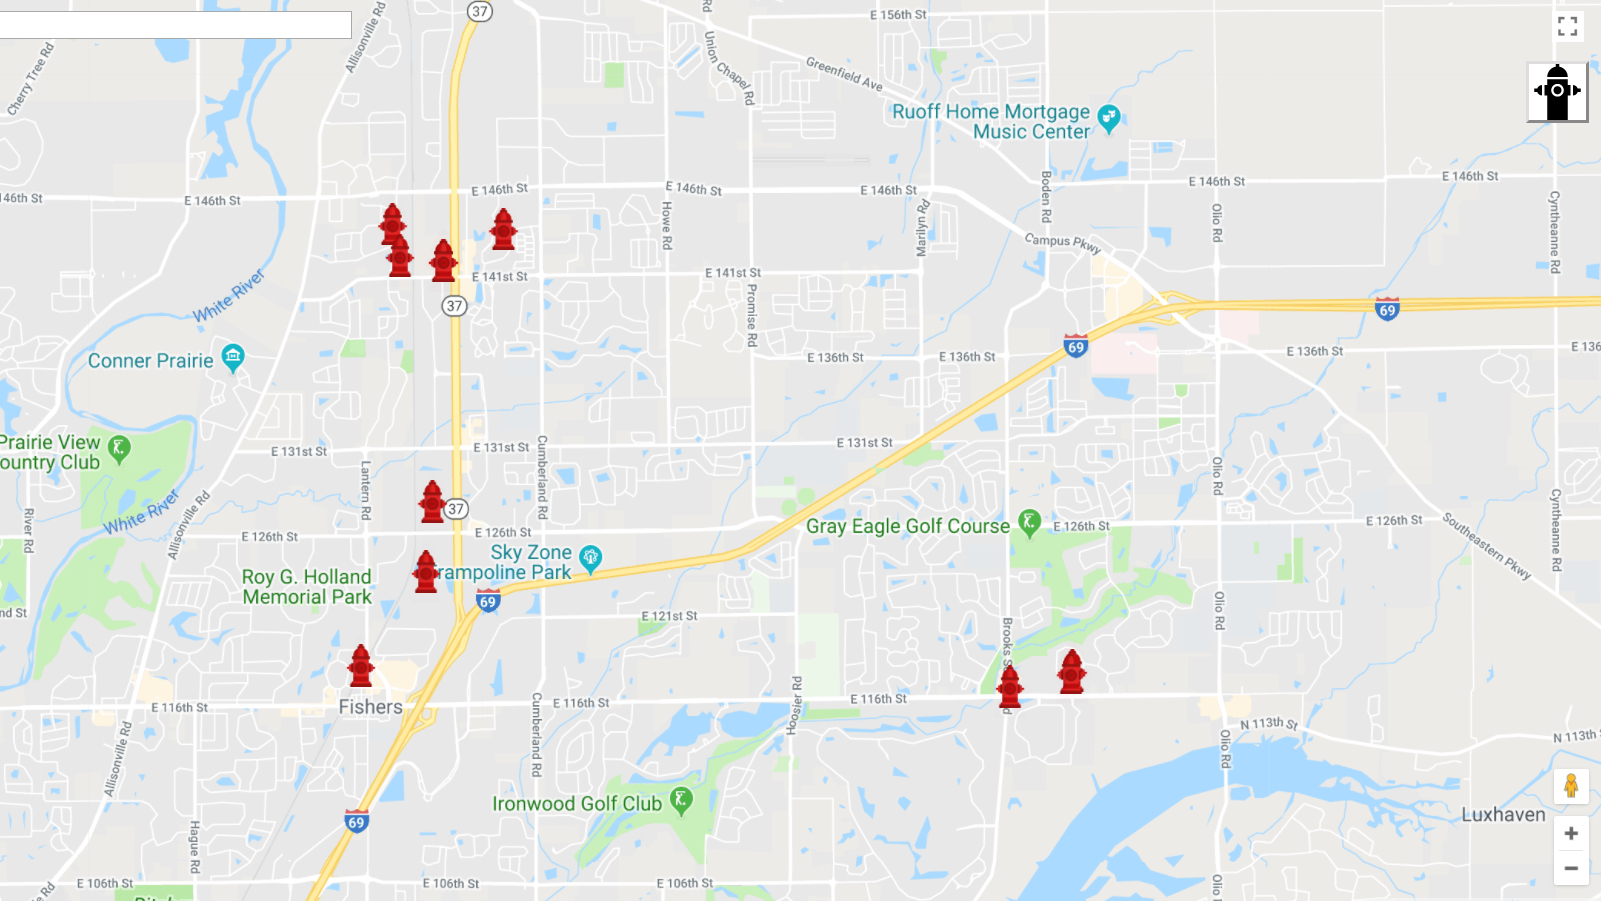 37
E 156th St
Allisonville Rd
Cherry Tree Rd
Union Chapel Rd
Greenfield Ave
Ruoff Home Mortgage
Music Center
E 146th St
E 146th St
E 146th St
E 146th St
E 146th St
E 146th St
146th St
Howe Rd
Marilyn Rd
Boden Rd
Olio Rd
Cyntheanne Rd
Campus Pkwy
E 141st St
E 141st St
White River
37
Promise Rd
69
69
Conner Prairie
E 136th St
E 136th St
E 136th St
E 136
Prairie View
ountry Club
E 131st St
E 131st St
E 131st St
Cumberland Rd
Lantern Rd
Olio Rd
White River
Allisonville Rd
River Rd
37
E 126th St
E 126th St
Gray Eagle Golf Course
E 126th St
E 126th St
Southeastern Pkwy
Cyntheanne Rd
Sky Zone
Trampoline Park
Roy G. Holland
Memorial Park
69
nd St
E 121st St
Olio Rd
Fishers
E 116th St
E 116th St
E 116th St
Hoosier Rd
Cumberland Rd
Allisonville Rd
N 113th St
N 113th
Olio Rd
Ironwood Golf Club
69
Hague Rd
Luxhaven
E 106th St
E 106th St
E 106th St